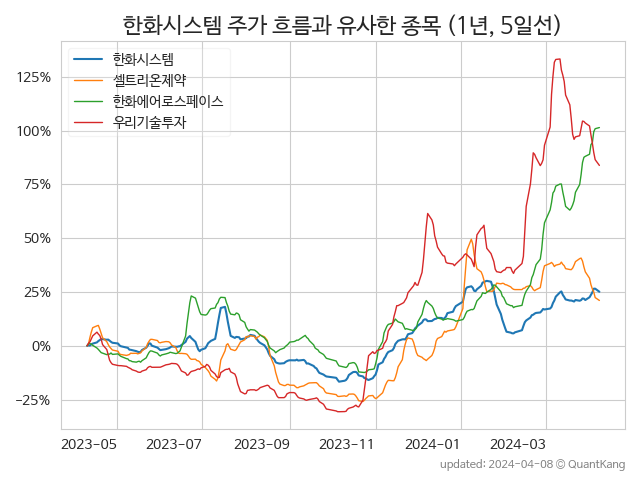 한화시스템 주가 흐름과 유사한 종목 (1년, 5일선)
한화시스템
셀트리온제약
한화에어로스페이스
우리기술투자
125%
100%
75%
50%
25%
0%
−25%
2023-05 2023-07 2023-09 2023-11 2024-01 2024-03
updated: 2024-04-08 © QuantKang